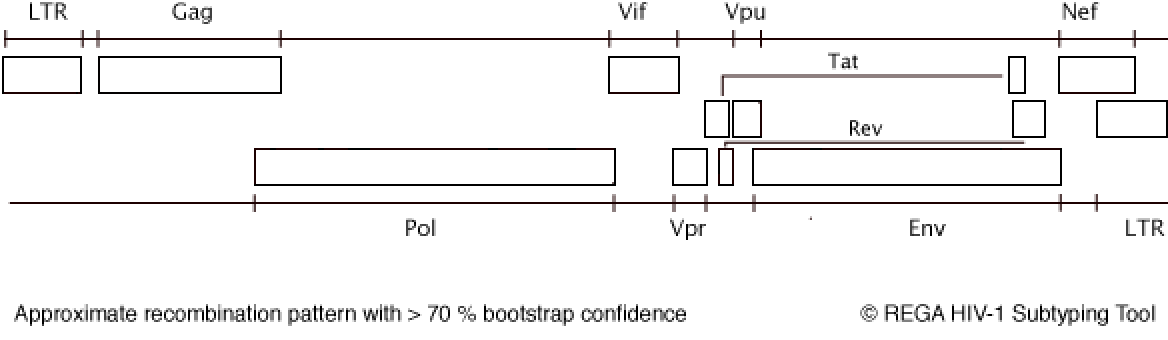 LTR Gag Vif Vpu Nef
Tat
Rev
Pol Vpr Env LTR
Approximate recombination pattern with > 70 % bootstrap confidence © REGA HIV-1 Subtyping Tool